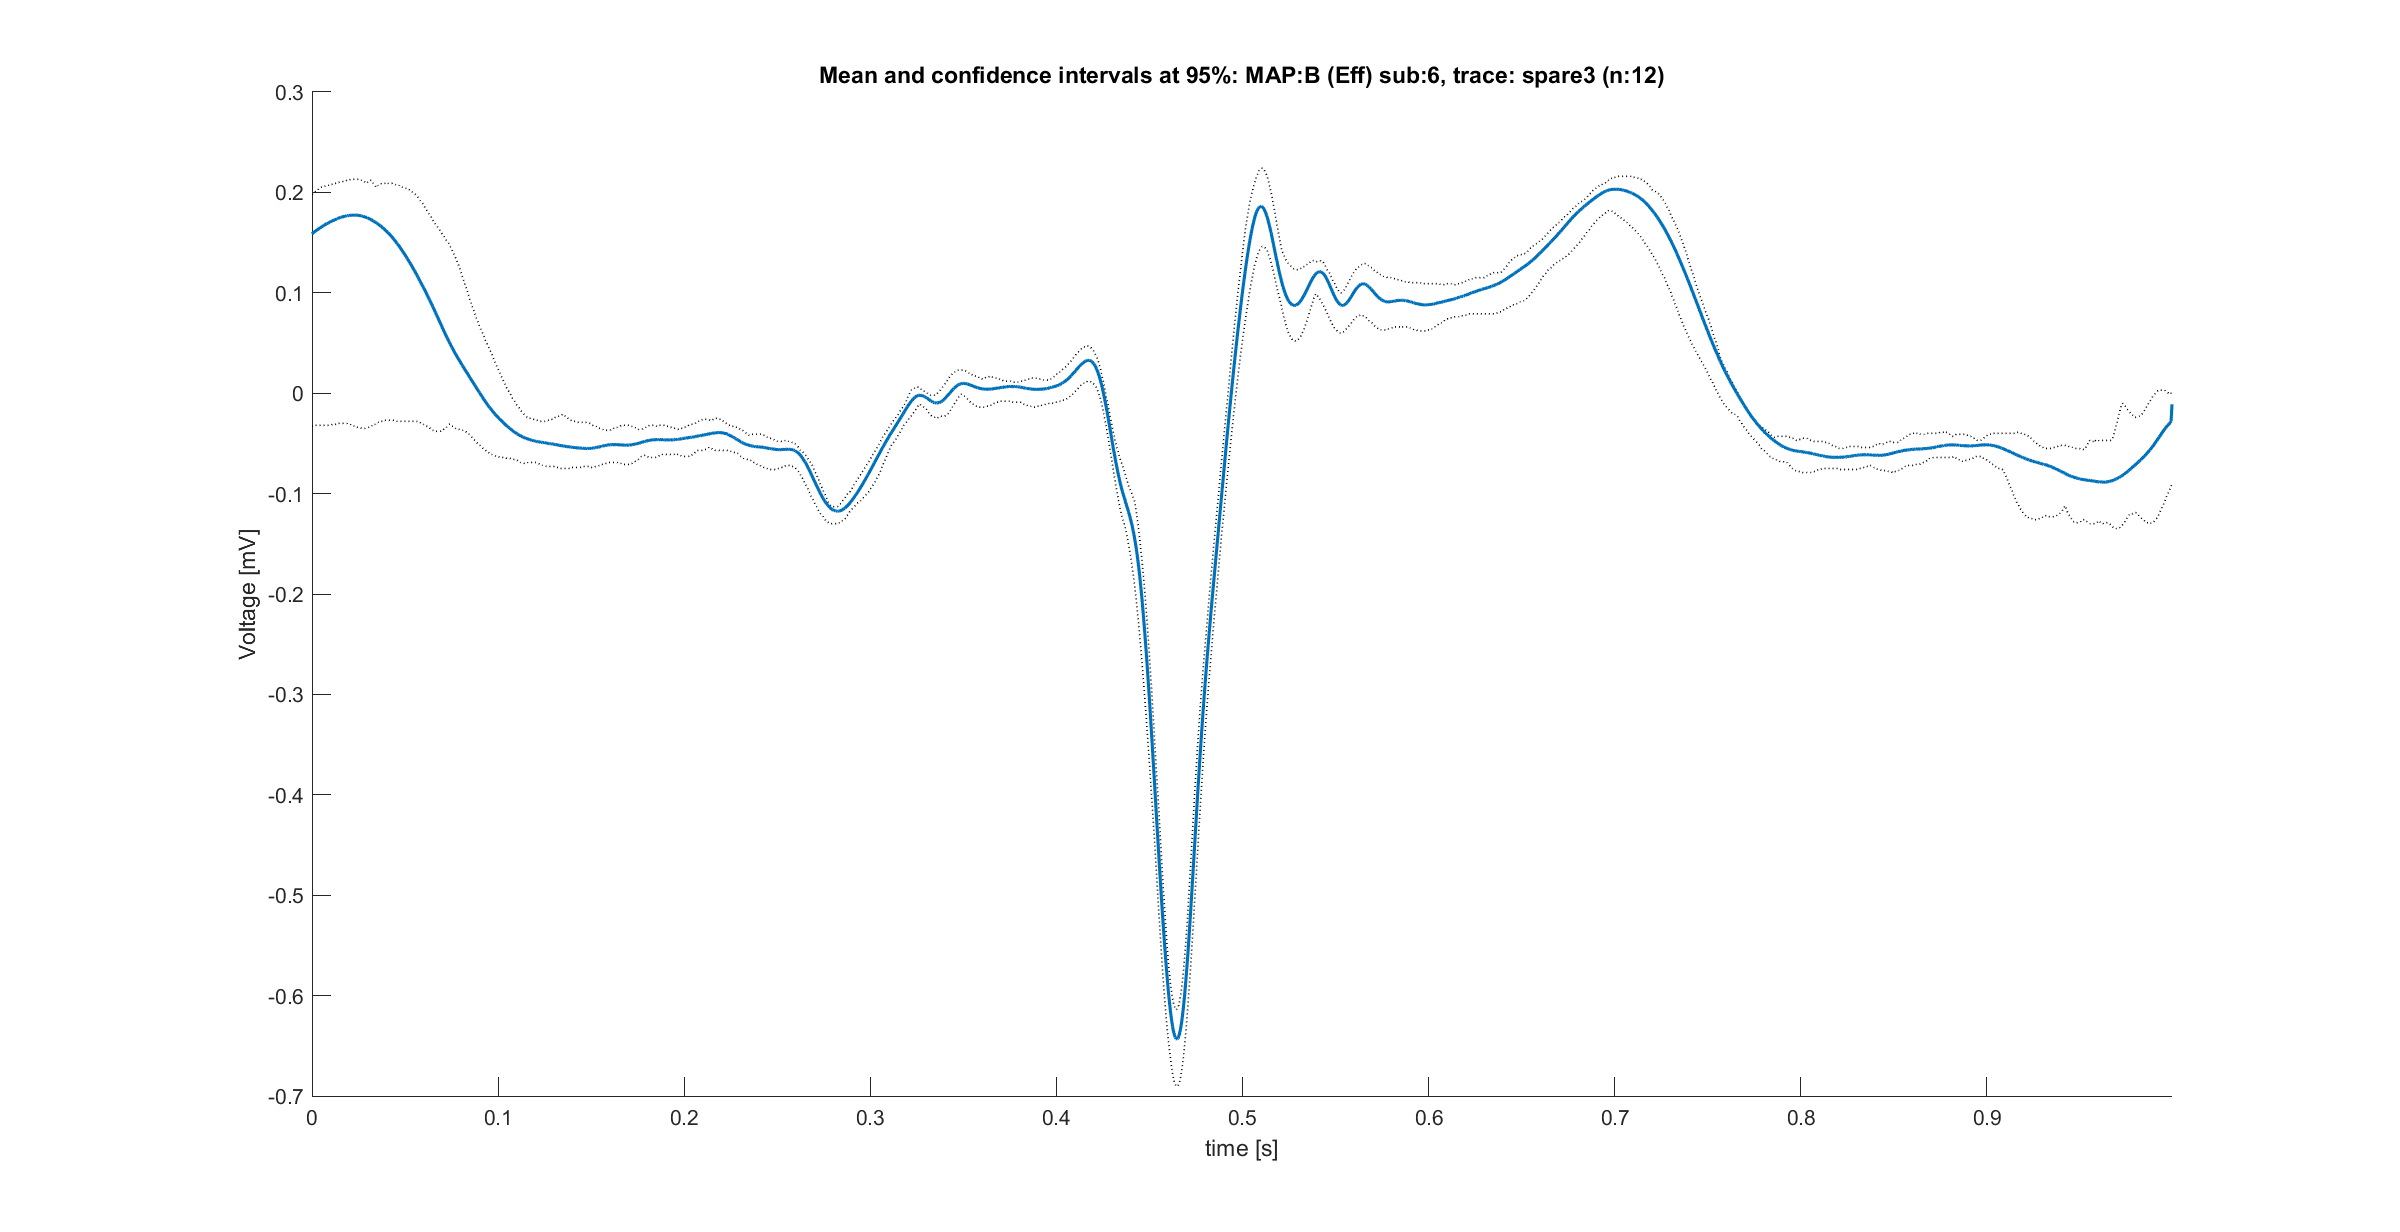 Mean and confidence intervals at 95%: MAP:B (Eff) sub:6, trace: spare3 (n:12)
0.3
0.2
0.1
0
-0.1
-0.2
-0.3
-0.4
-0.5
-0.6
-0.7
Voltage [mV]
0 0.1 0.2 0.3 0.4 0.5 0.6 0.7 0.8 0.9
time [s]